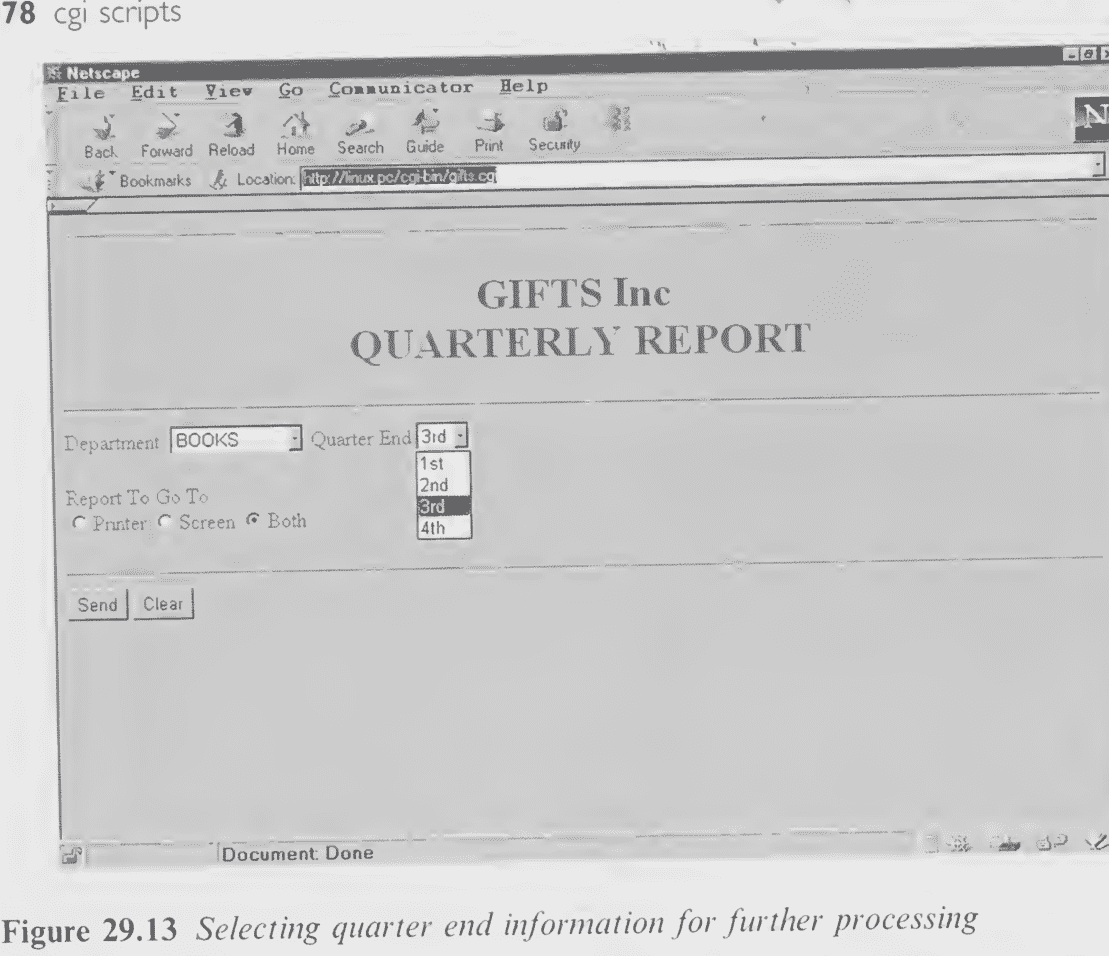 78 cgi scripts
Netscape
File Edit View Go Communicator Help
Back Forward Reload Home Search Guide Print Security
N
Bookmarks Location: http://linux.pc/cgi-bin/gifts.cgi
GIFTS Inc
QUARTERLY REPORT
Department BOOKS Quarter End 3rd
1st
2nd
3rd
4th
Report To Go To
Printer Screen Both
Send Clear
Document: Done
Figure 29.13 Selecting quarter end information for further processing